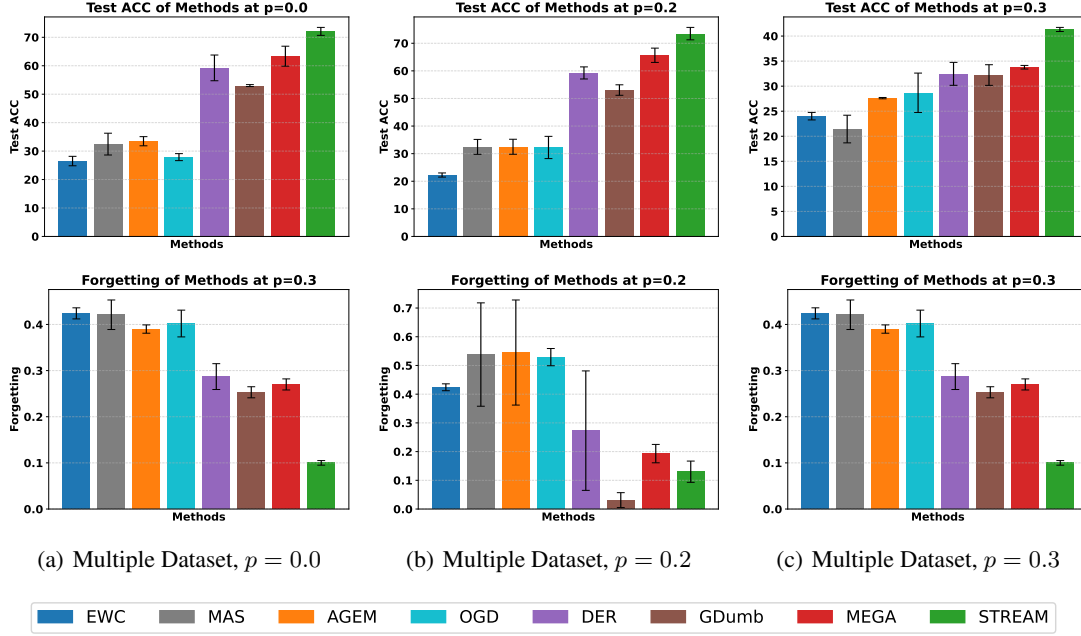 Test ACC of Methods at p=0.0
Test ACC
70
60
50
40
30
20
10
0
Methods
Test ACC of Methods at p=0.2
Test ACC
70
60
50
40
30
20
10
0
Methods
Test ACC of Methods at p=0.3
Test ACC
40
35
30
25
20
15
10
5
0
Methods
Forgetting of Methods at p=0.3
Forgetting
0.4
0.3
0.2
0.1
0.0
Methods
Forgetting of Methods at p=0.2
Forgetting
0.7
0.6
0.5
0.4
0.3
0.2
0.1
0.0
Methods
Forgetting of Methods at p=0.3
Forgetting
0.4
0.3
0.2
0.1
0.0
Methods
(a) Multiple Dataset, p = 0.0
(b) Multiple Dataset, p = 0.2
(c) Multiple Dataset, p = 0.3
EWC MAS AGEM OGD DER GDumb MEGA STREAM